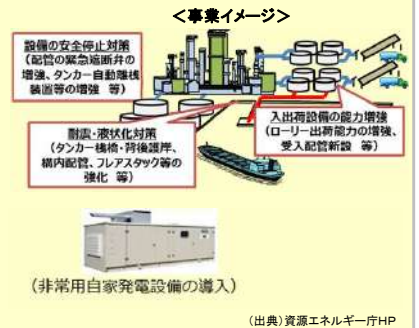 ＜事業イメージ＞
設備の安全停止対策
（配管の緊急遮断弁の
増強、タンカー自動離桟
装置等の増強　等）
耐震・液状化対策
（タンカー桟橋・背後護岸、
構内配管、フレアスタック等の
強化　等）
入出荷設備の能力増強
（ローリー出荷能力の増強、
受入配管新設　等）
（非常用自家発電設備の導入）
（出典）資源エネルギー庁HP